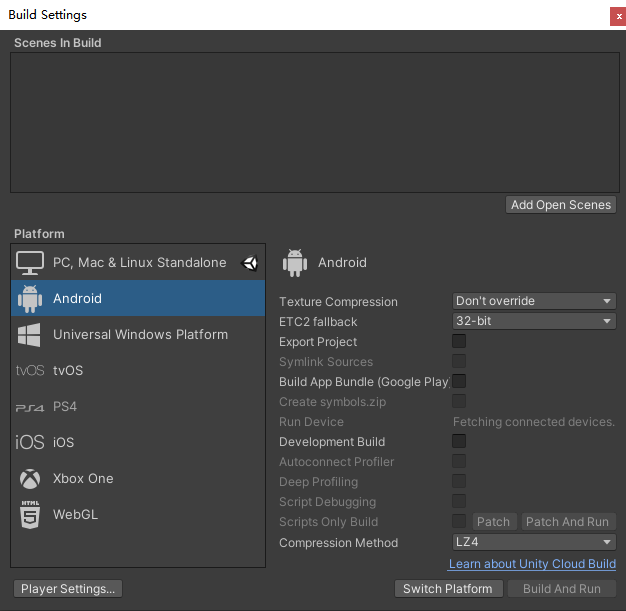 Build Settings
x
Scenes In Build
Add Open Scenes
Platform
PC, Mac & Linux Standalone
Android
Universal Windows Platform
tvOS tvOS
PS4 PS4
iOS iOS
Xbox One
HTML
5
WebGL
Android
Texture Compression Don't override
ETC2 fallback 32-bit
Export Project
Symlink Sources
Build App Bundle (Google Play
Create symbols.zip
Run Device Fetching connected devices.
Development Build
Autoconnect Profiler
Deep Profiling
Script Debugging
Scripts Only Build Patch Patch And Run
Compression Method LZ4
Learn about Unity Cloud Build
Player Settings... Switch Platform Build And Run